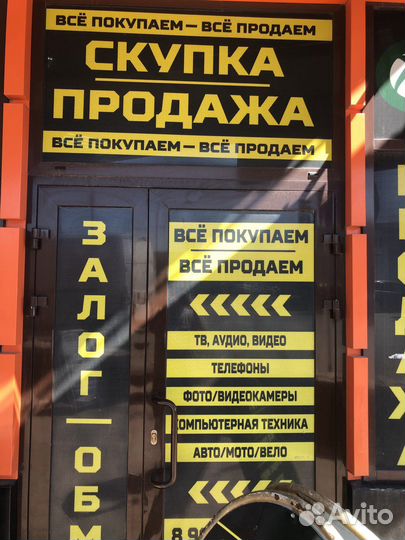 ВСЁ ПОКУПАЕМ—ВСЁ ПРОДАЕМ
СКУПКА
ПРОДАЖА
ВСЁ ПОКУПАЕМ—ВСЁ ПРОДАЕМ
ЗАЛОГ
ВСЁ ПОКУПАЕМ
ВСЁ ПРОДАЕМ
ТВ, АУДИО, ВИДЕО
ТЕЛЕФОНЫ
ФОТО/ВИДЕОКАМЕРЫ
КОМПЬЮТЕРНАЯ ТЕХНИКА
АВТО/МОТО/ВЕЛО
Avito